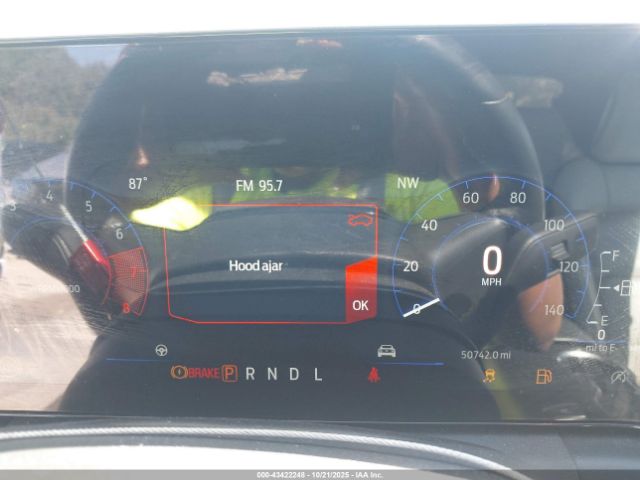 87° FM 95.7 NW
4 5 6 7 8
Hood ajar
OK
0 20 40 60 80 100 120 140
0
MPH
F
E
0
mi to E
50742.0 mi
BRAKE P R N D L
000-43422248 - 10/21/2025 - IAAI Inc.